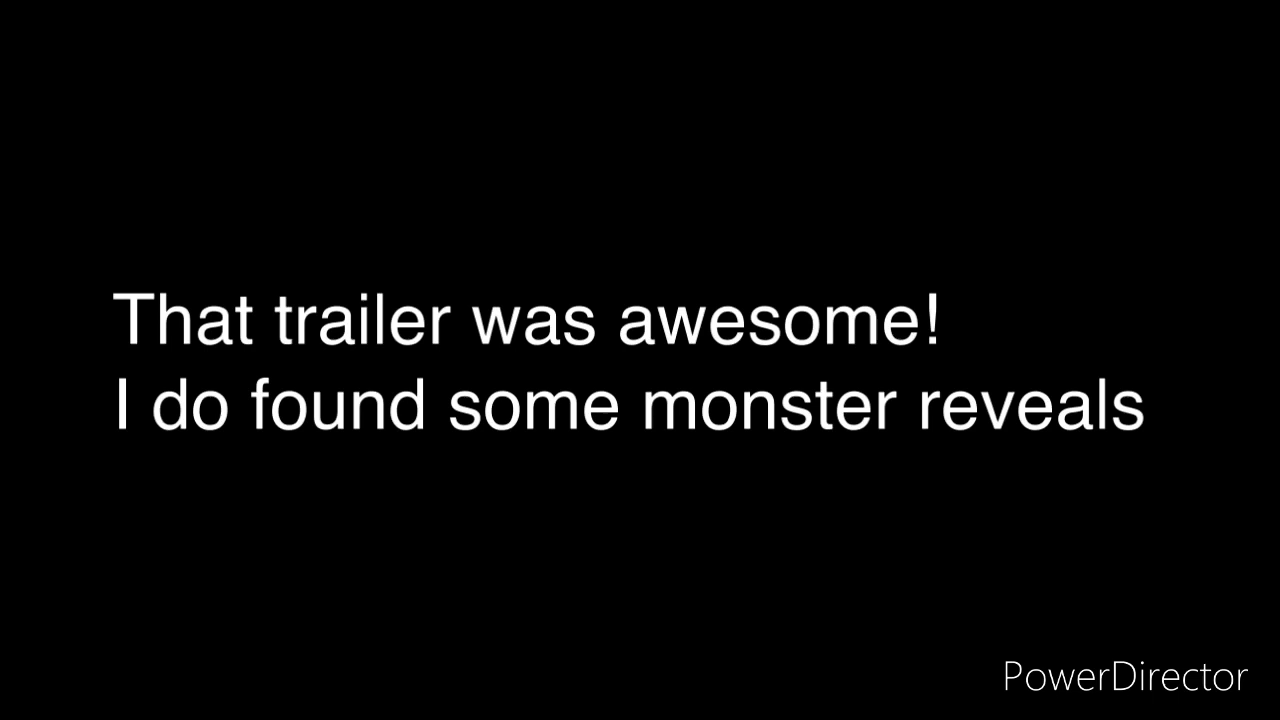 That trailer was awesome!
I do found some monster reveals
PowerDirector